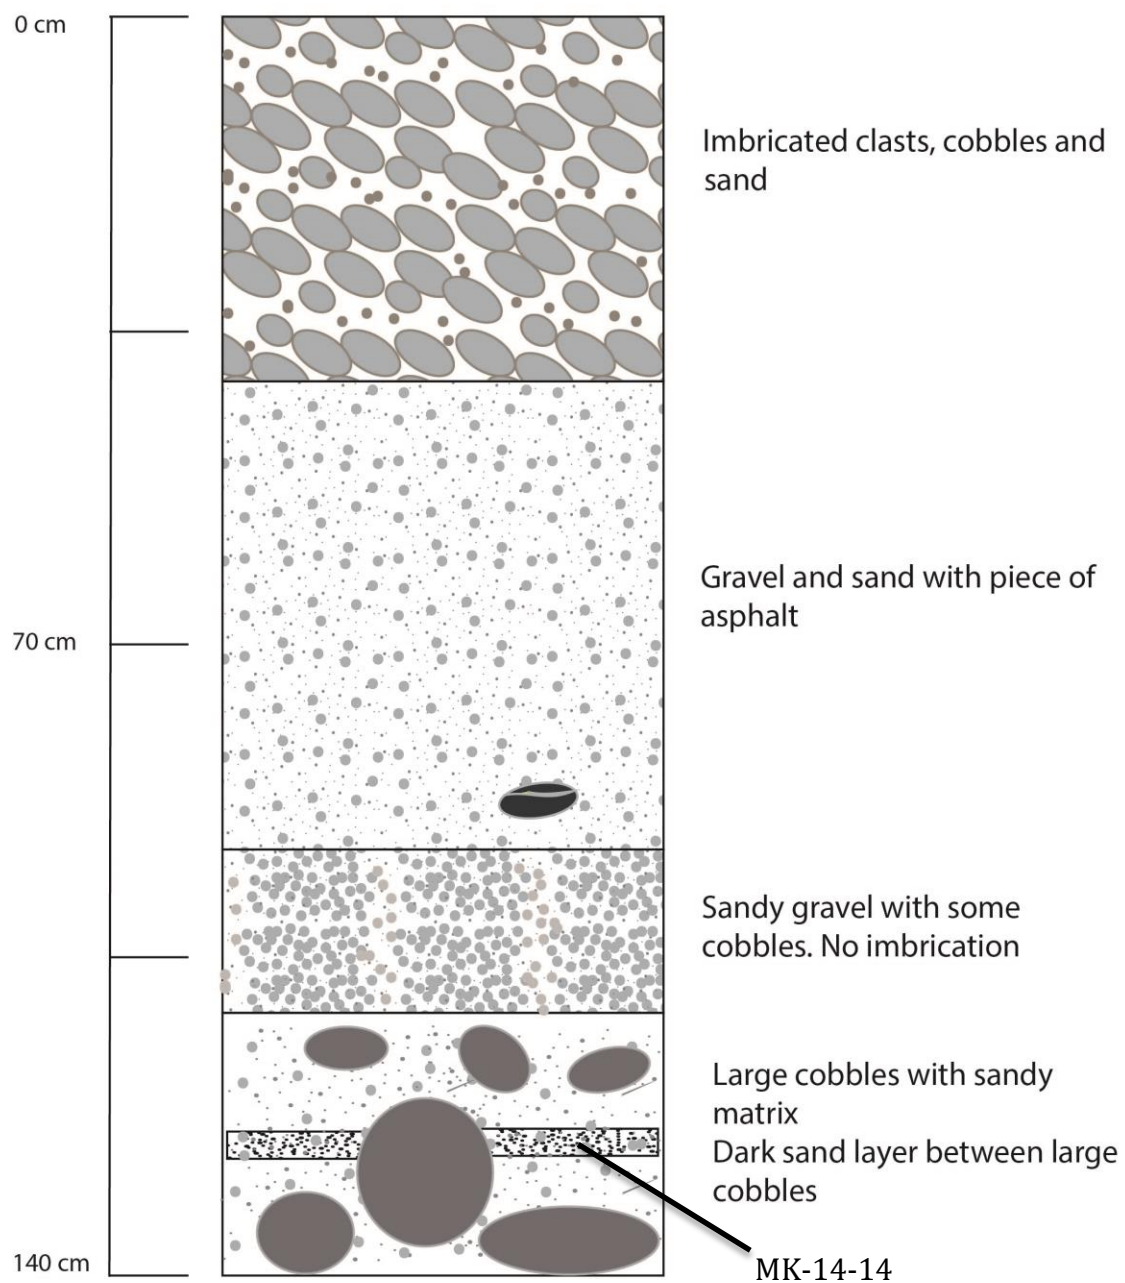 0 cm
Imbricated clasts, cobbles and
sand
Gravel and sand with piece of
asphalt
70 cm
Sandy gravel with some
cobbles. No imbrication
Large cobbles with sandy
matrix
Dark sand layer between large
cobbles
140 cm
MK-14-14